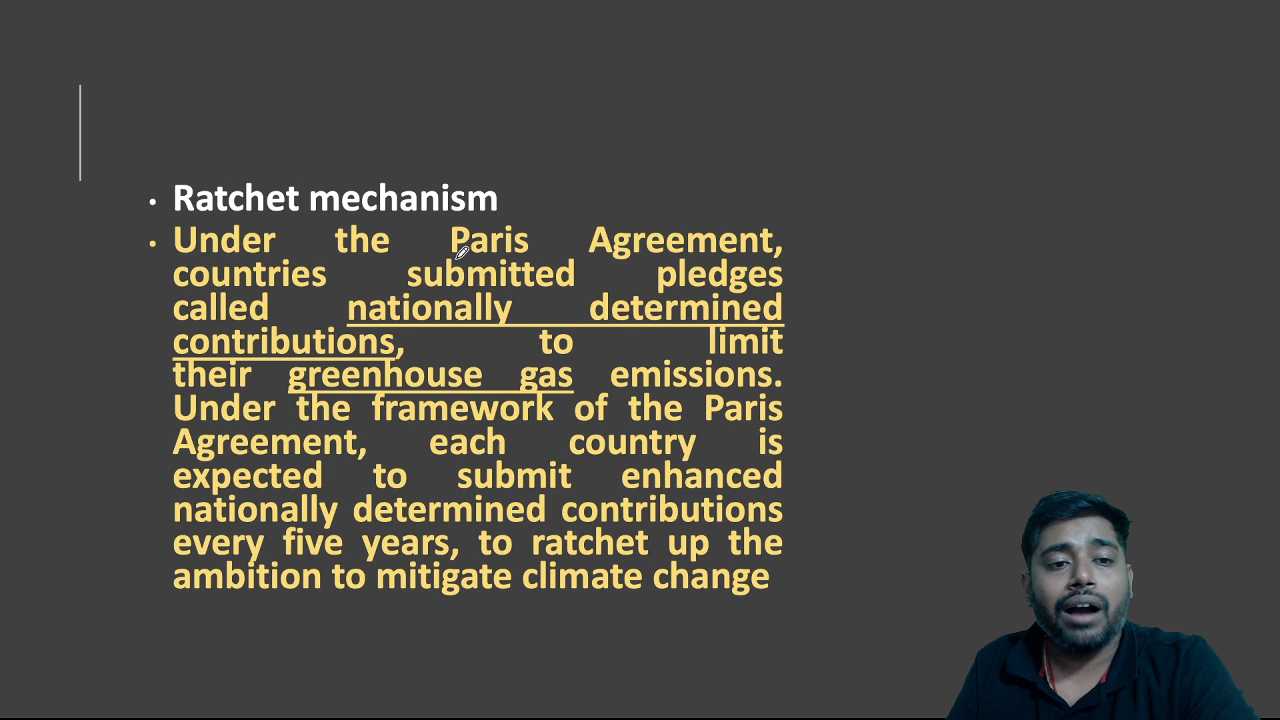 Ratchet mechanism
Under the Paris Agreement,
countries submitted pledges
called nationally determined
contributions, to limit
their greenhouse gas emissions.
Under the framework of the Paris
Agreement, each country is
expected to submit enhanced
nationally determined contributions
every five years, to ratchet up the
ambition to mitigate climate change